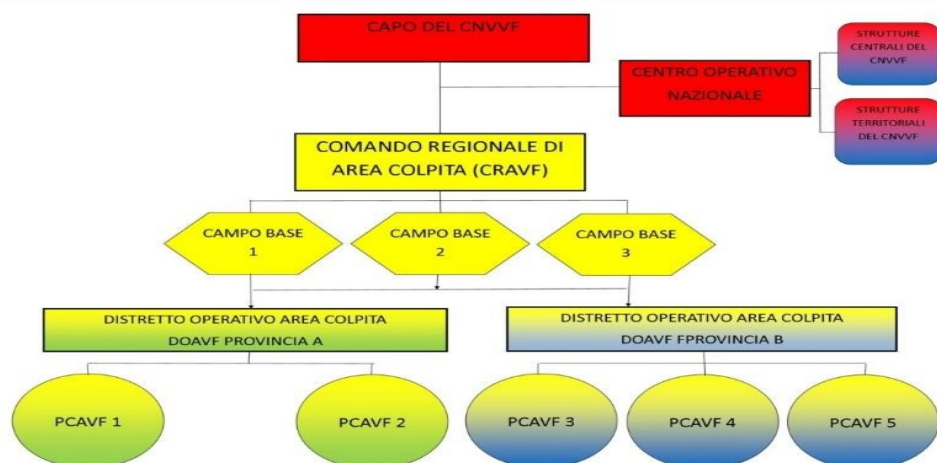 CAPO DEL CNVVF
STRUTTURE
CENTRALI DEL
CNVVF
CENTRO OPERATIVO
NAZIONALE
STRUTTURE
TERRITORIALI
DEL CNVVF
COMANDO REGIONALE DI
AREA COLPITA (CRAVF)
CAMPO BASE
1
CAMPO BASE
2
CAMPO BASE
3
DISTRETTO OPERATIVO AREA COLPITA
DOAVF PROVINCIA A
DISTRETTO OPERATIVO AREA COLPITA
DOAVF FPROVINCIA B
PCAVF 1
PCAVF 2
PCAVF 3
PCAVF 4
PCAVF 5